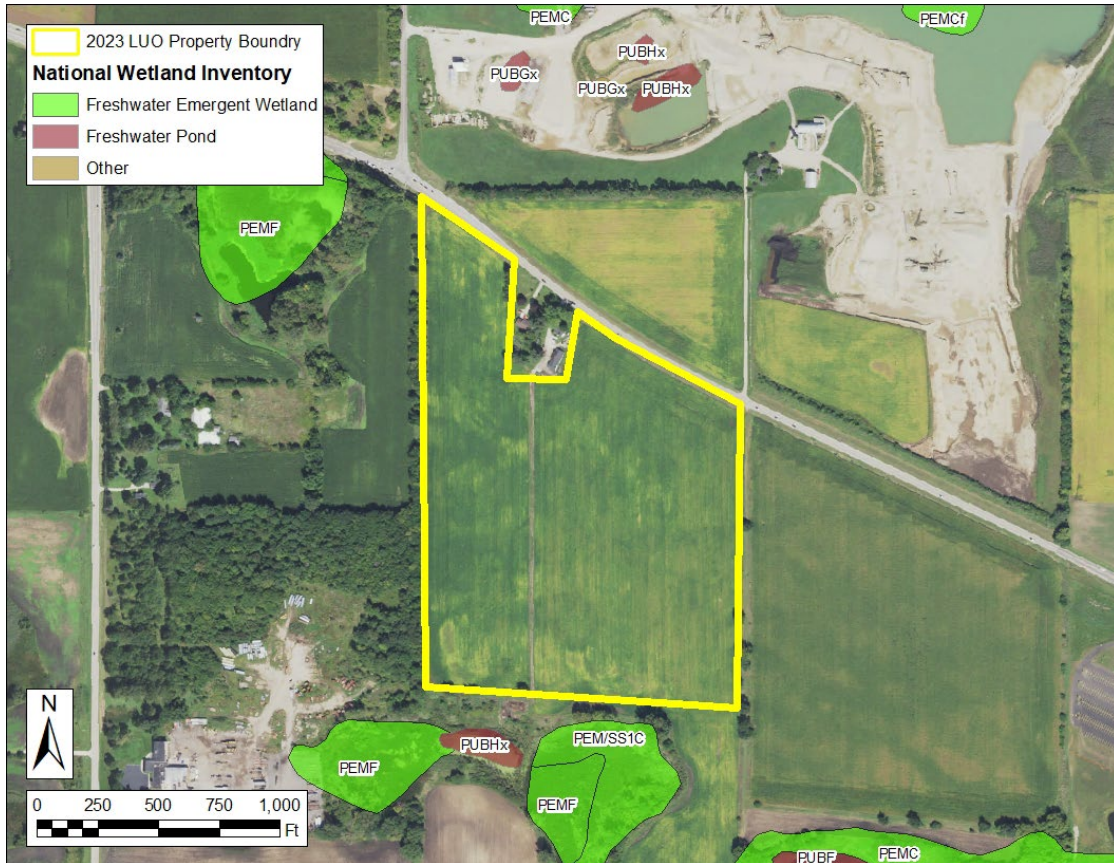 2023 LUO Property Boundry
National Wetland Inventory
Freshwater Emergent Wetland
Freshwater Pond
Other
PEMC
PEMCf
PUBHx
PUBGx
PUBGx
PUBHx
PEMF
PEM/SS1C
PUBHx
PEMF
PEMF
PUBF
PEMC
N
0 250 500 750 1,000
Ft